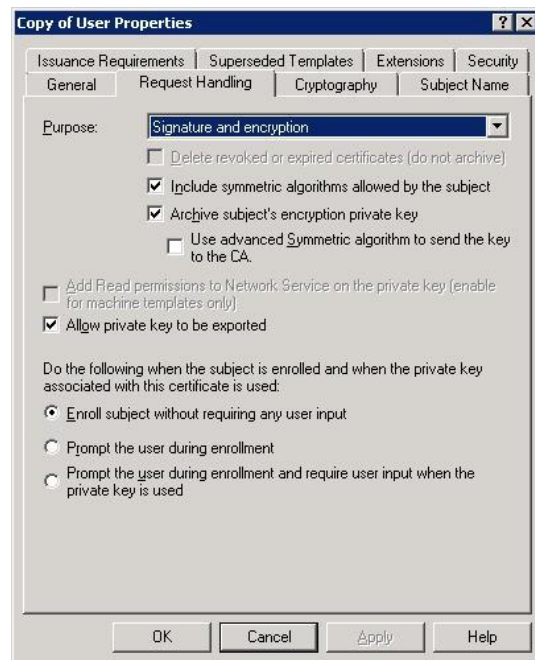 Copy of User Properties
Issuance Requirements Superseded Templates Extensions Security
General Request Handling Cryptography Subject Name
Purpose: Signature and encryption
Delete revoked or expired certificates (do not archive)
Include symmetric algorithms allowed by the subject
Archive subject's encryption private key
Use advanced Symmetric algorithm to send the key
to the CA.
Add Read permissions to Network Service on the private key (enable
for machine templates only)
Allow private key to be exported
Do the following when the subject is enrolled and when the private key
associated with this certificate is used:
Enroll subject without requiring any user input
Prompt the user during enrollment
Prompt the user during enrollment and require user input when the
private key is used
OK Cancel Apply Help